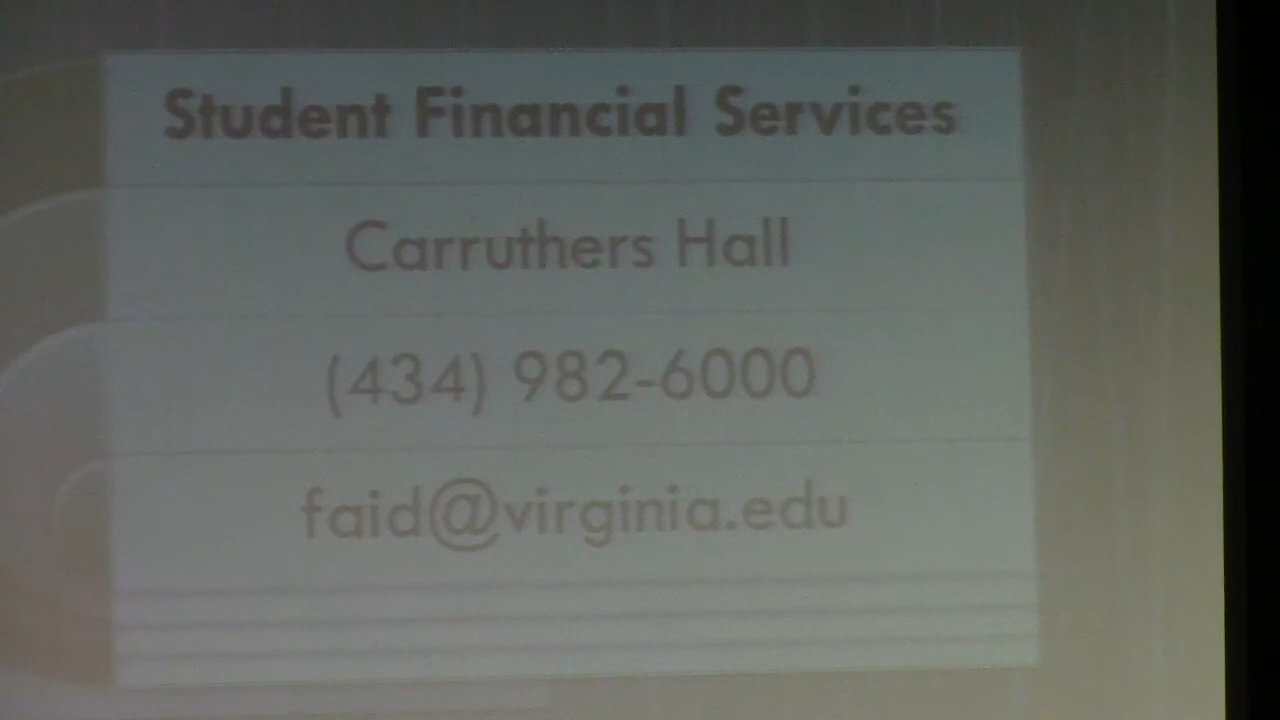 Student Financial Services
Carruthers Hall
(434) 982-6000
faid@virginia.edu